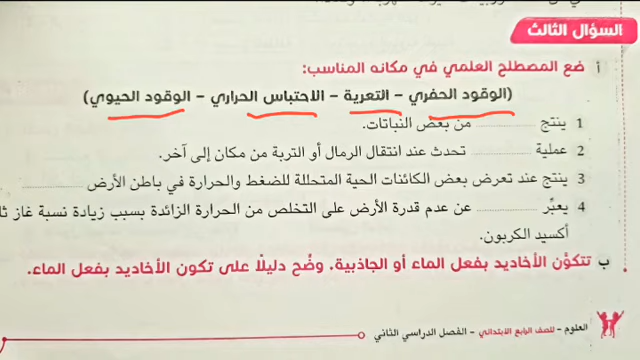 السؤال الثالث
أ ضع المصطلح العلمي في مكانه المناسب:
(الوقود الحفري – التعرية – الاحتباس الحراري – الوقود الحيوي)
1 ينتج ............ من بعض النباتات.
2 عملية ............ تحدث عند انتقال الرمال أو التربة من مكان إلى آخر.
3 ينتج عند تعرض بعض الكائنات الحية المتحللة للضغط والحرارة في باطن الأرض ............
4 يعبِّر ............ عن عدم قدرة الأرض على التخلص من الحرارة الزائدة بسبب زيادة نسبة غاز
أكسيد الكربون.
ب تتكوَّن الأخاديد بفعل الماء أو الجاذبية. وضِّح دليلًا على تكون الأخاديد بفعل الماء.
العلوم – للصف الرابع الابتدائي – الفصل الدراسي الثاني